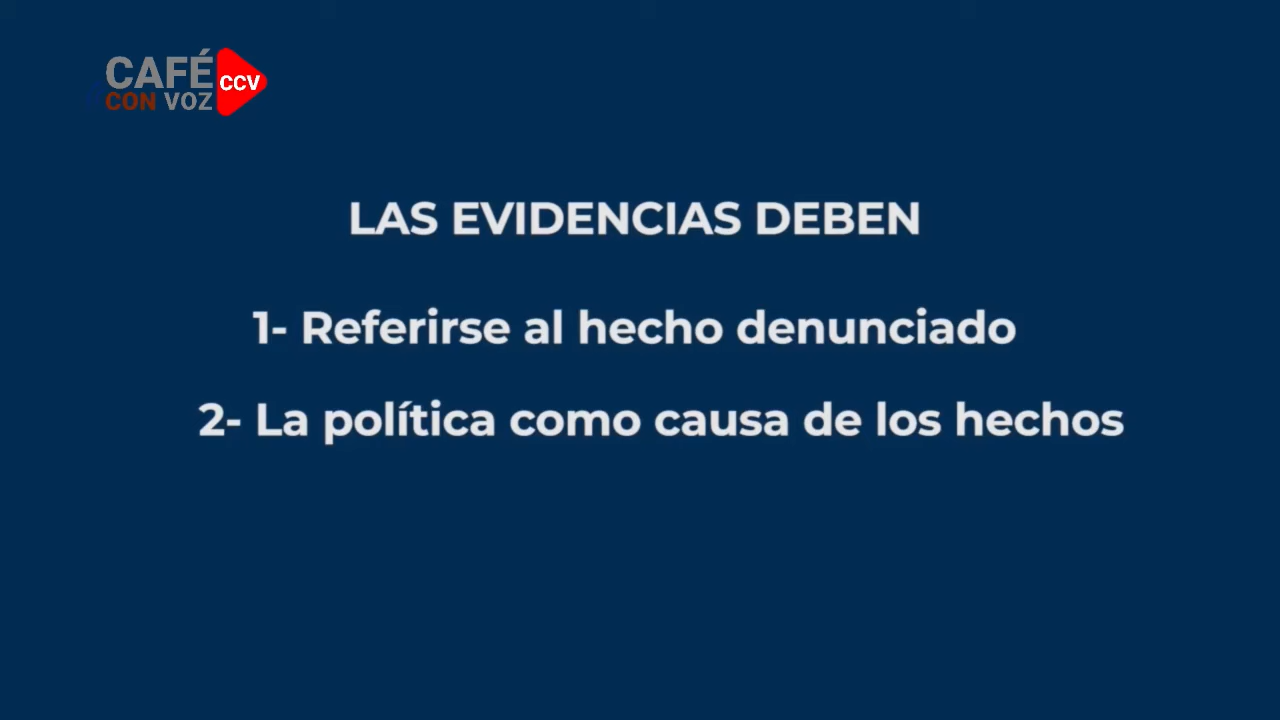 CAFÉ
CON VOZ
CCV
LAS EVIDENCIAS DEBEN
1- Referirse al hecho denunciado
2- La política como causa de los hechos